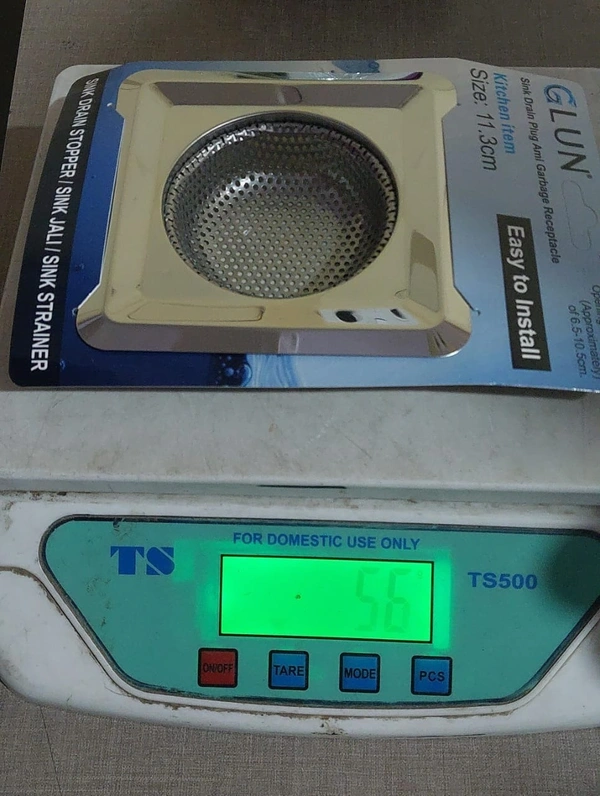 GLUN®
Sink Drain Plug Ami Garbage Receptacle
Kitchen item
Size: 11.3cm
Easy to Install
(Approximately)
of 6.5-10.5cm.
SINK DRAIN STOPPER / SINK JALI / SINK STRAINER
FOR DOMESTIC USE ONLY
TS
56
TS500
ON/OFF
TARE
MODE
PCS